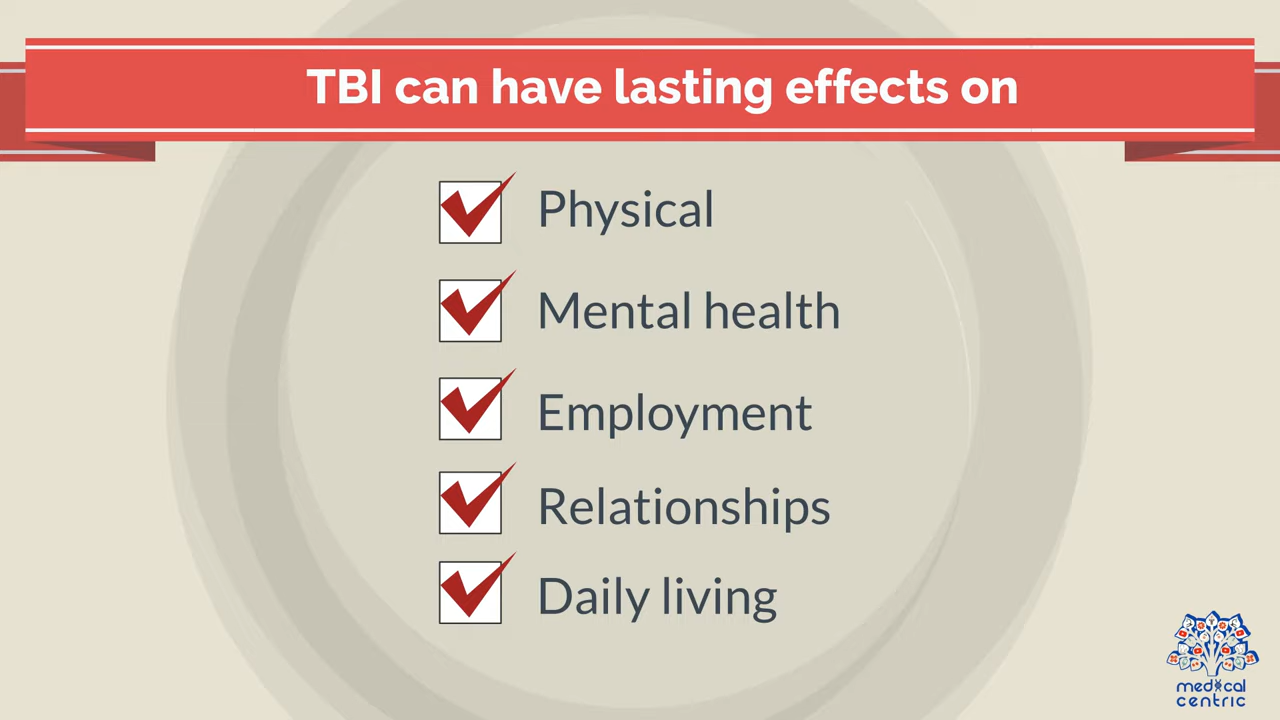 TBI can have lasting effects on
Physical
Mental health
Employment
Relationships
Daily living
medical
centric